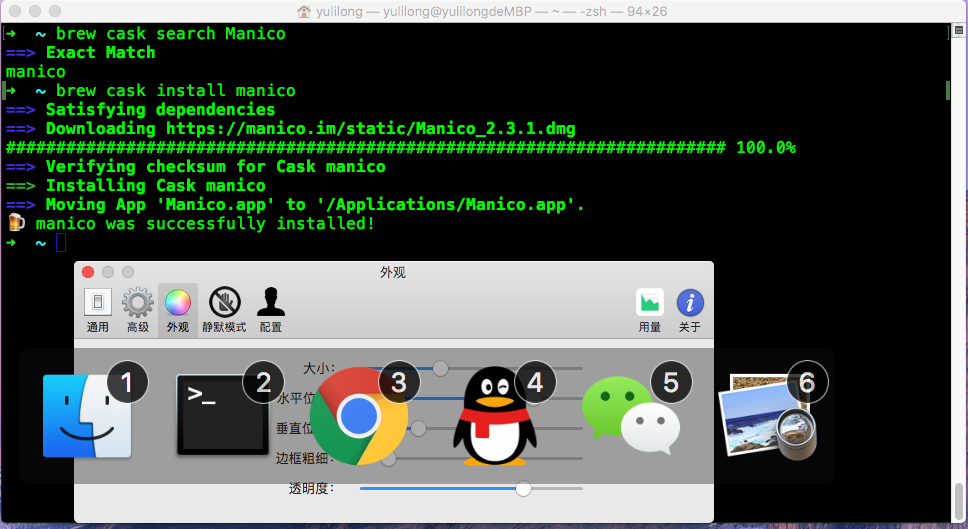 yulilong — yulilong@yulilongdeMBP — ~ — -zsh — 94×26
➜ ~ brew cask search Manico
==> Exact Match
manico
➜ ~ brew cask install manico
==> Satisfying dependencies
==> Downloading https://manico.im/static/Manico_2.3.1.dmg
######################################################################## 100.0%
==> Verifying checksum for Cask manico
==> Installing Cask manico
==> Moving App 'Manico.app' to '/Applications/Manico.app'.
🍺 manico was successfully installed!
➜ ~
外观
通用 高级 外观 静默模式 配置 用量 关于
1 2 3 4 5 6
>_
大小:
水平位
垂直位
边框粗细:
透明度: